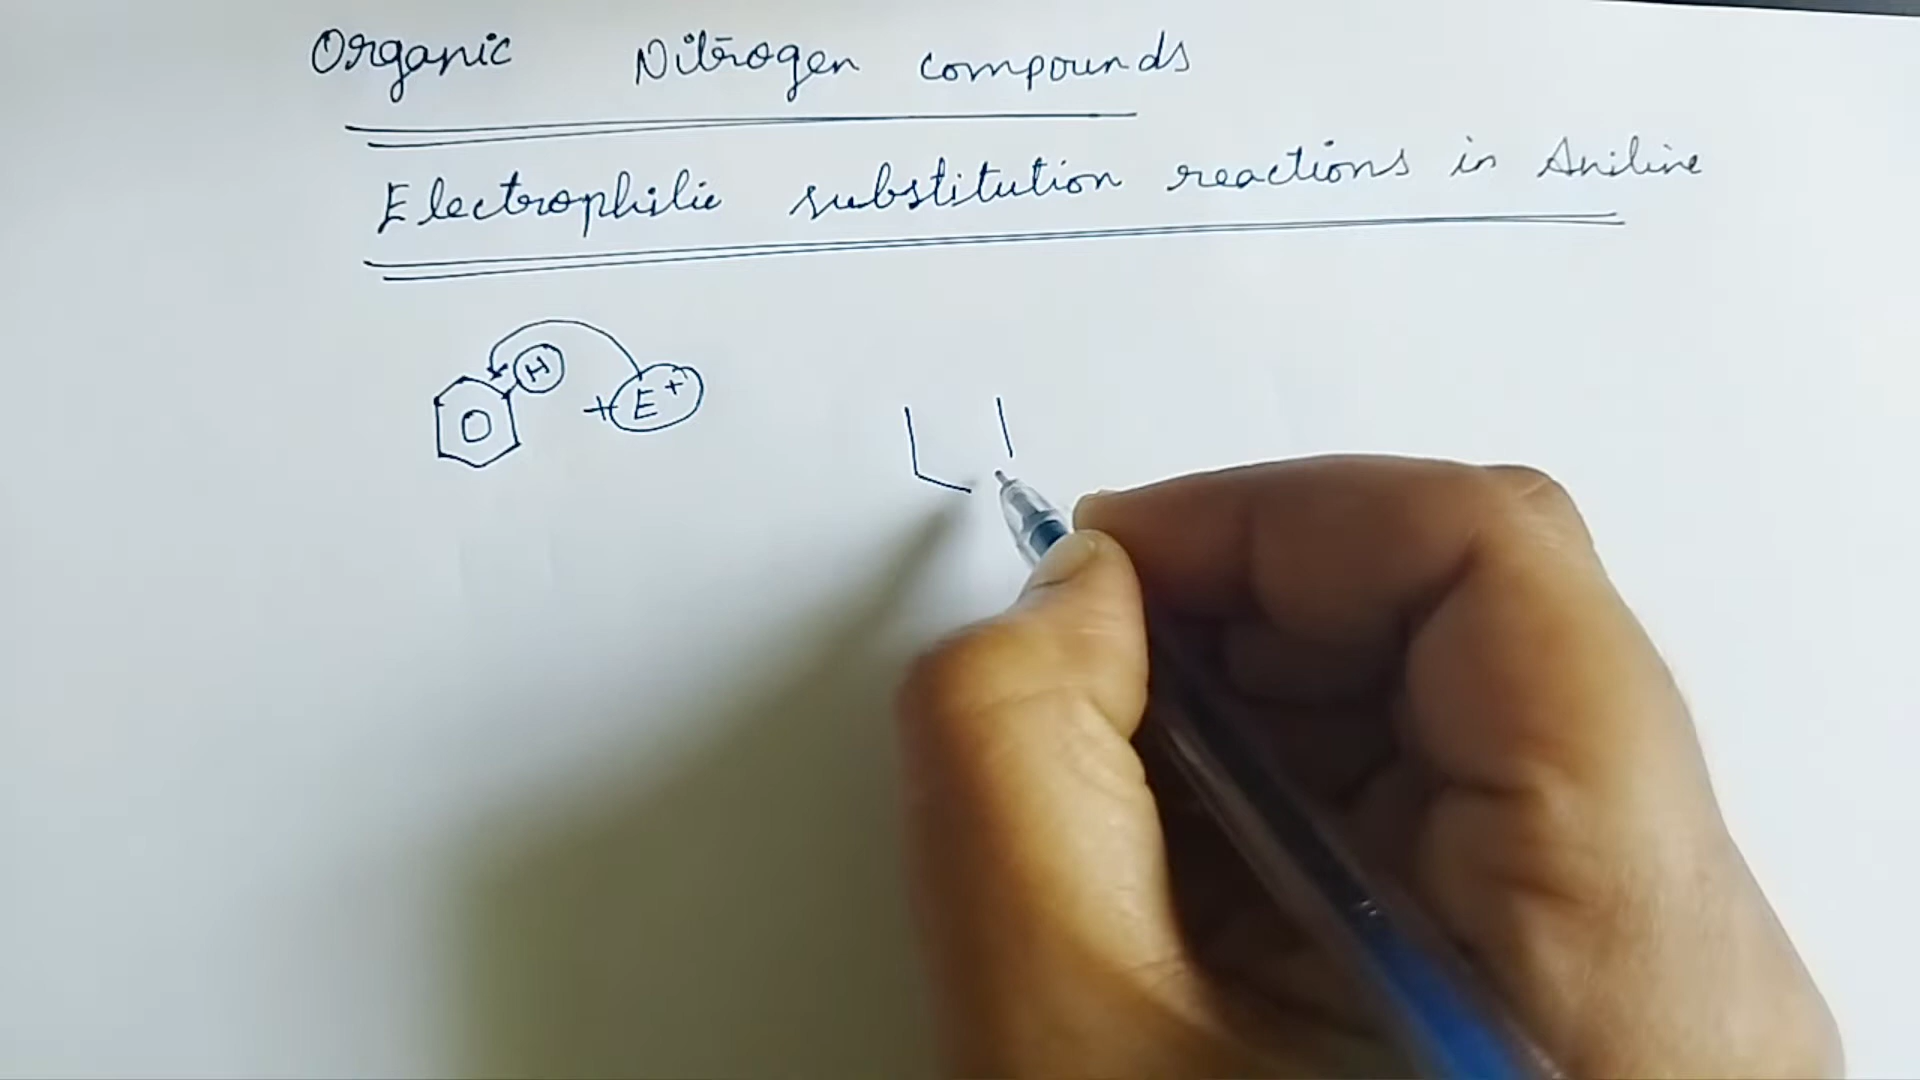 Organic Nitrogen compounds
Electrophilic substitution reactions in Aniline
H + E+